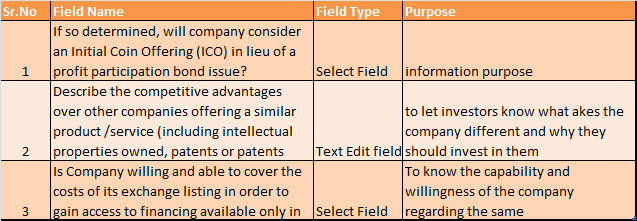 Sr.No Field Name Field Type Purpose
If so determined, will company consider
an Initial Coin Offering (ICO) in lieu of a
1 profit participation bond issue? Select Field information purpose
Describe the competitive advantages
over other companies offering a similar to let investors know what akes the
product /service (including intellectual company different and why they
2 properties owned, patents or patents Text Edit field should invest in them
Is Company willing and able to cover the To know the capability and
costs of its exchange listing in order to willingness of the company
3 gain access to financing available only in Select Field regarding the same